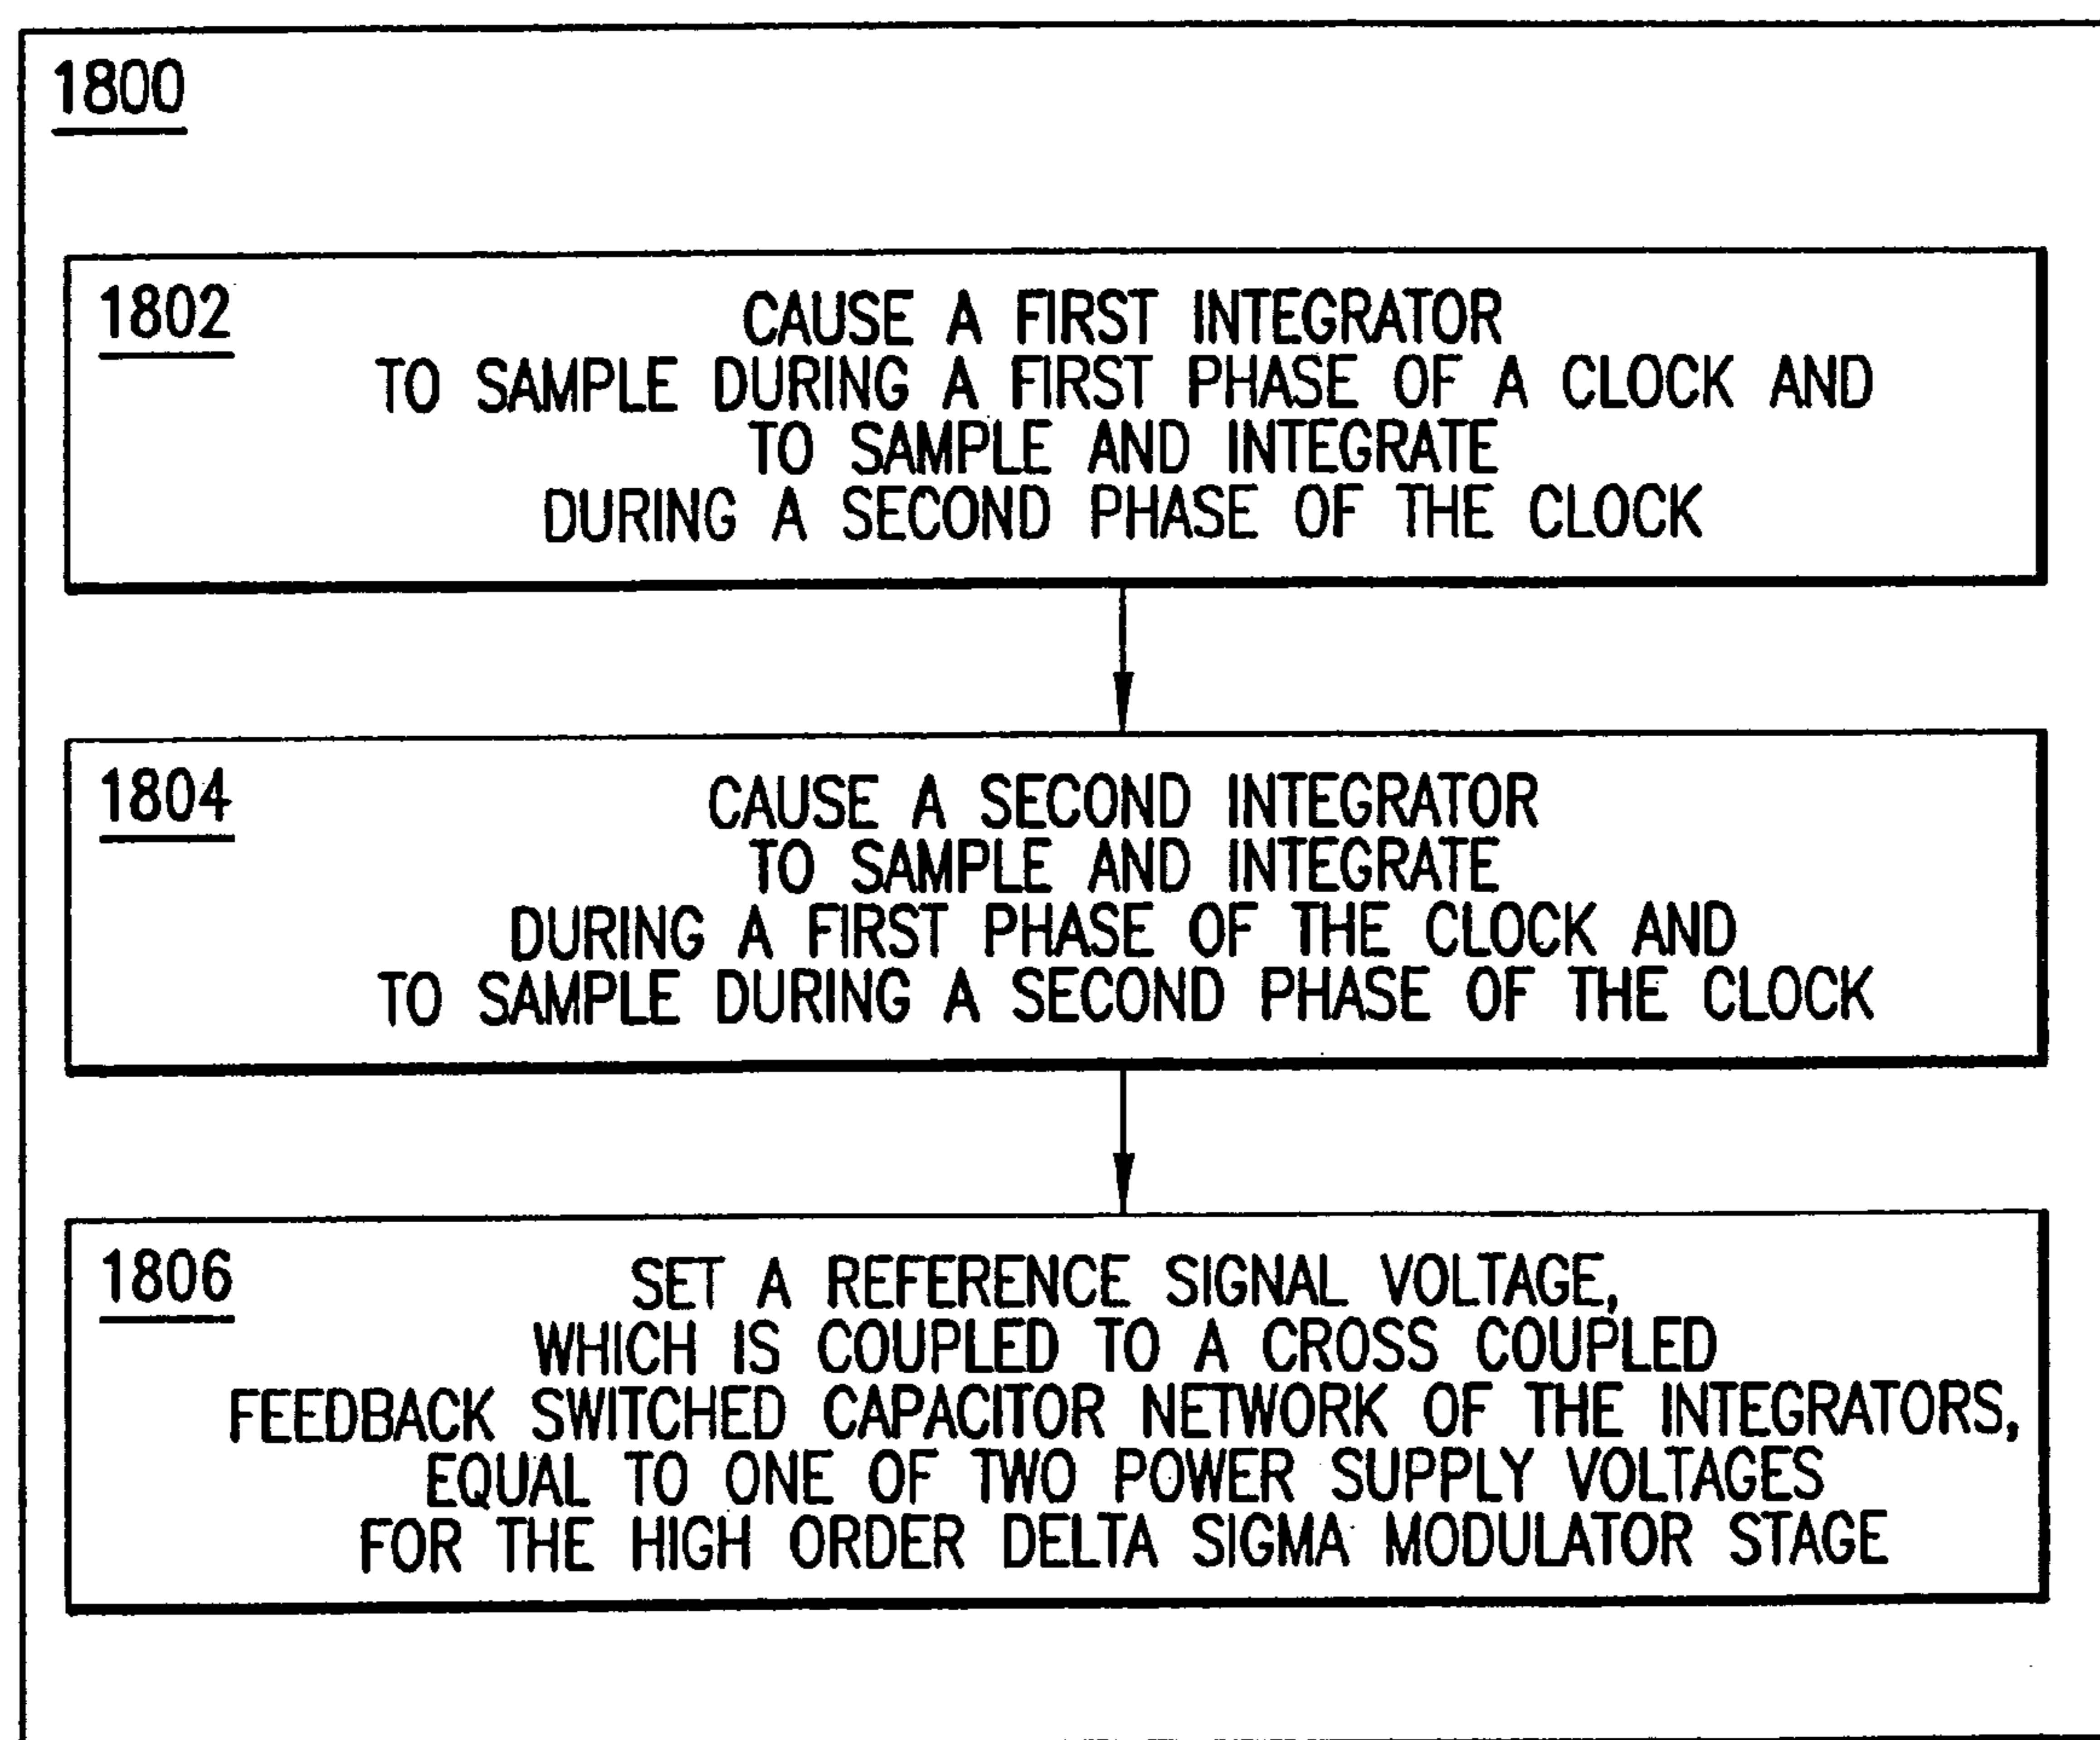 1800
1802
CAUSE A FIRST INTEGRATOR
TO SAMPLE DURING A FIRST PHASE OF A CLOCK AND
TO SAMPLE AND INTEGRATE
DURING A SECOND PHASE OF THE CLOCK
1804
CAUSE A SECOND INTEGRATOR
TO SAMPLE AND INTEGRATE
DURING A FIRST PHASE OF THE CLOCK AND
TO SAMPLE DURING A SECOND PHASE OF THE CLOCK
1806
SET A REFERENCE SIGNAL VOLTAGE,
WHICH IS COUPLED TO A CROSS COUPLED
FEEDBACK SWITCHED CAPACITOR NETWORK OF THE INTEGRATORS,
EQUAL TO ONE OF TWO POWER SUPPLY VOLTAGES
FOR THE HIGH ORDER DELTA SIGMA MODULATOR STAGE